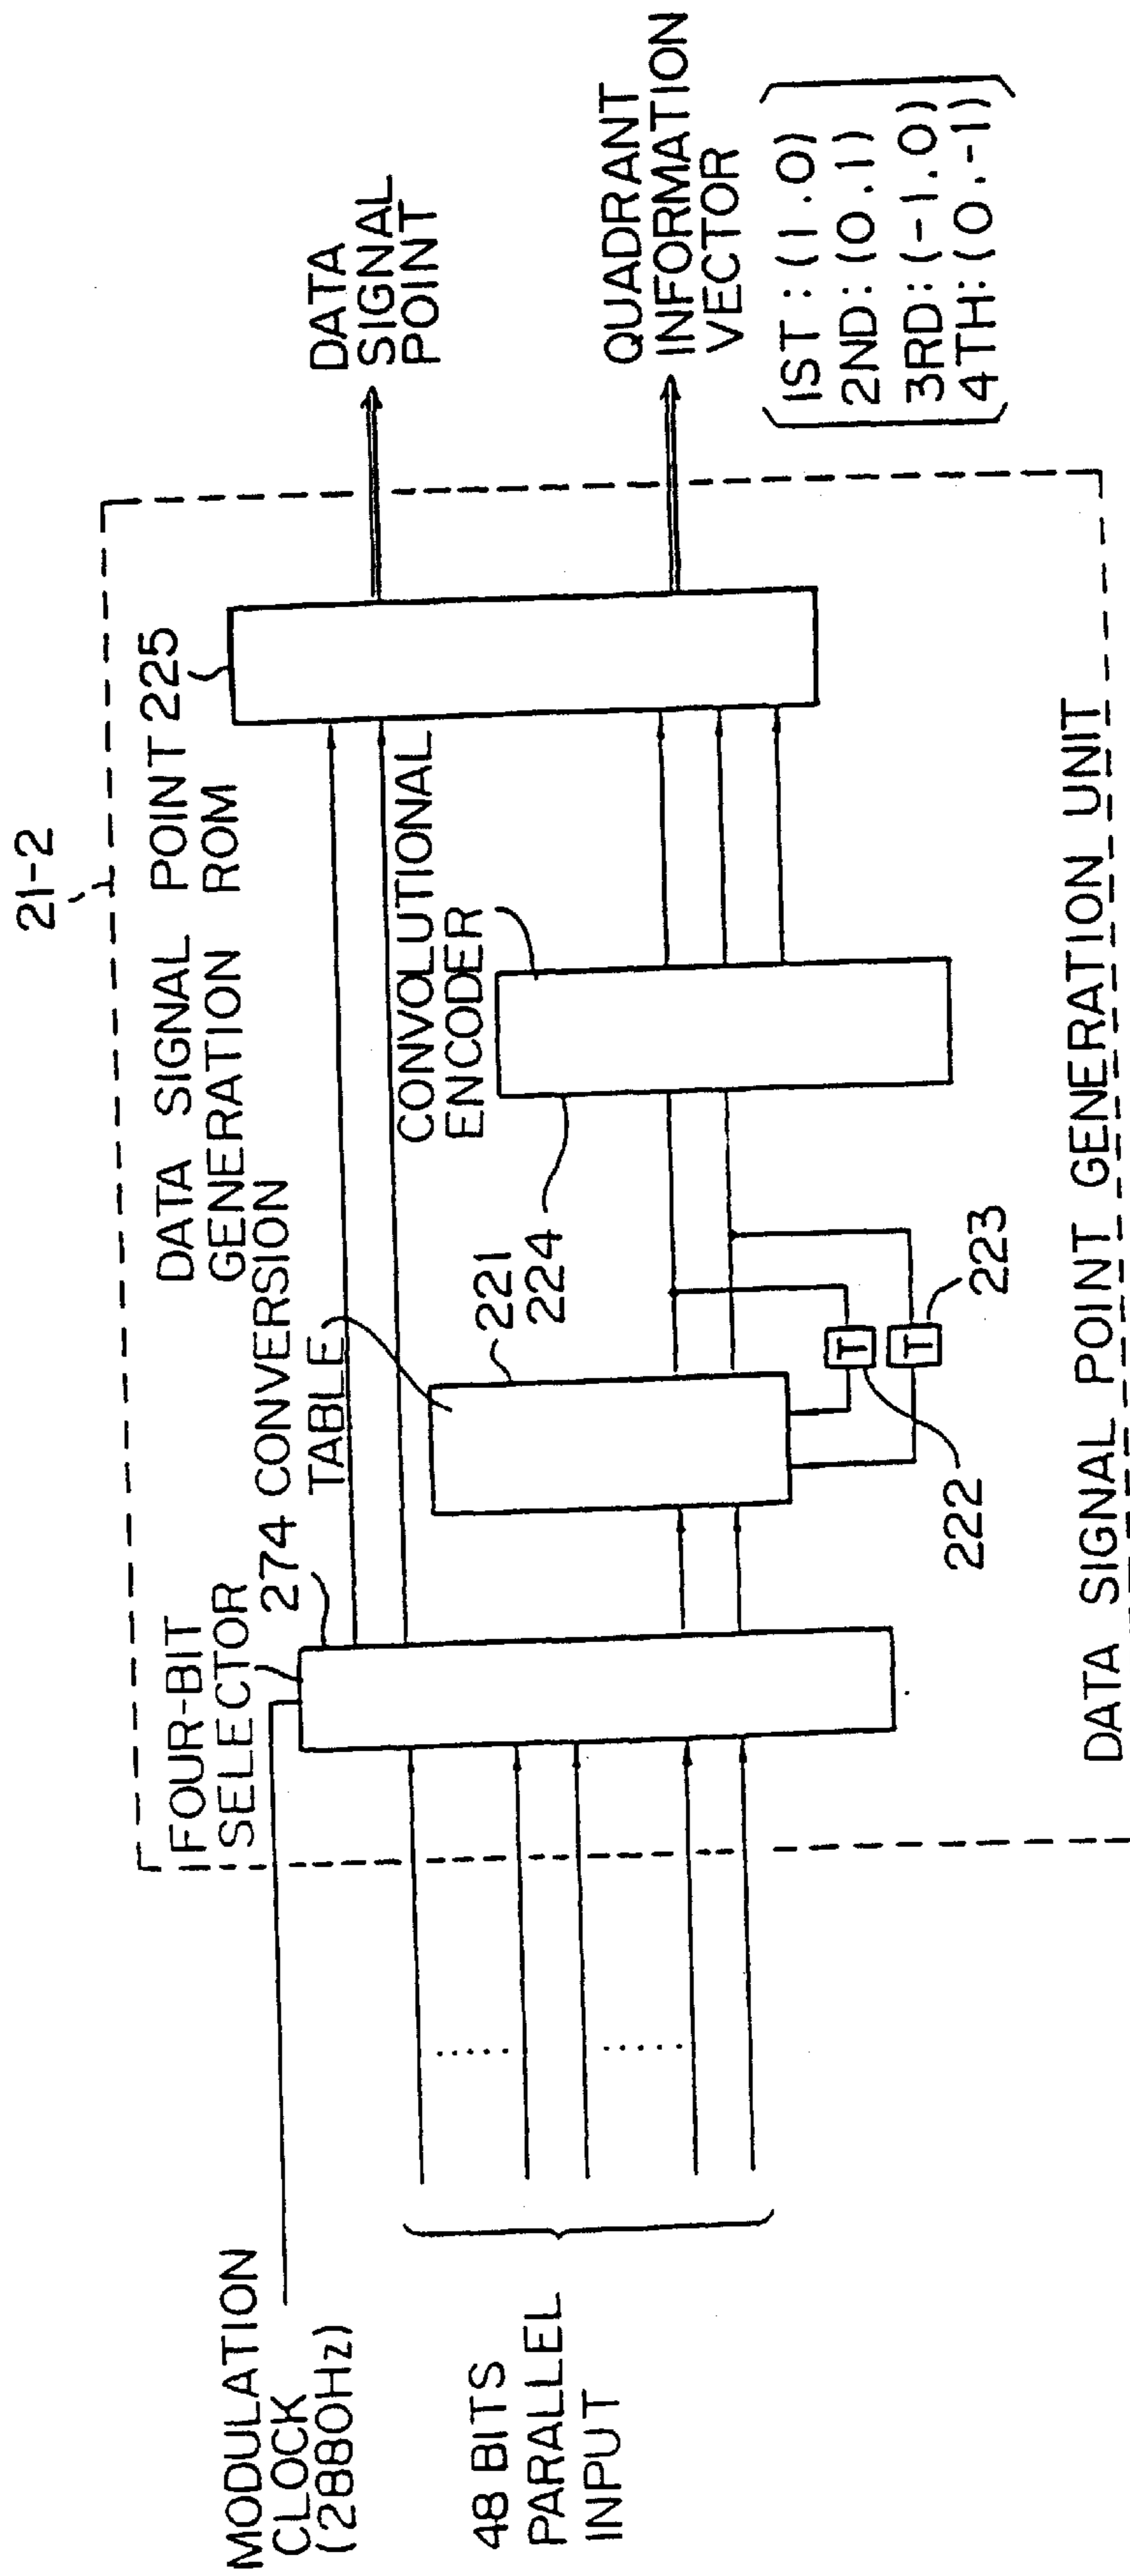 21-2
MODULATION
CLOCK
(2880Hz)
48 BITS
PARALLEL
INPUT
FOUR-BIT
SELECTOR
274
CONVERSION
TABLE
221
222
223
T
T
CONVOLUTIONAL
ENCODER
224
DATA SIGNAL POINT
GENERATION ROM
225
DATA
SIGNAL
POINT
QUADRANT
INFORMATION
VECTOR
1ST : (1.0)
2ND: (0.1)
3RD: (-1.0)
4TH: (0.-1)
DATA SIGNAL POINT GENERATION UNIT